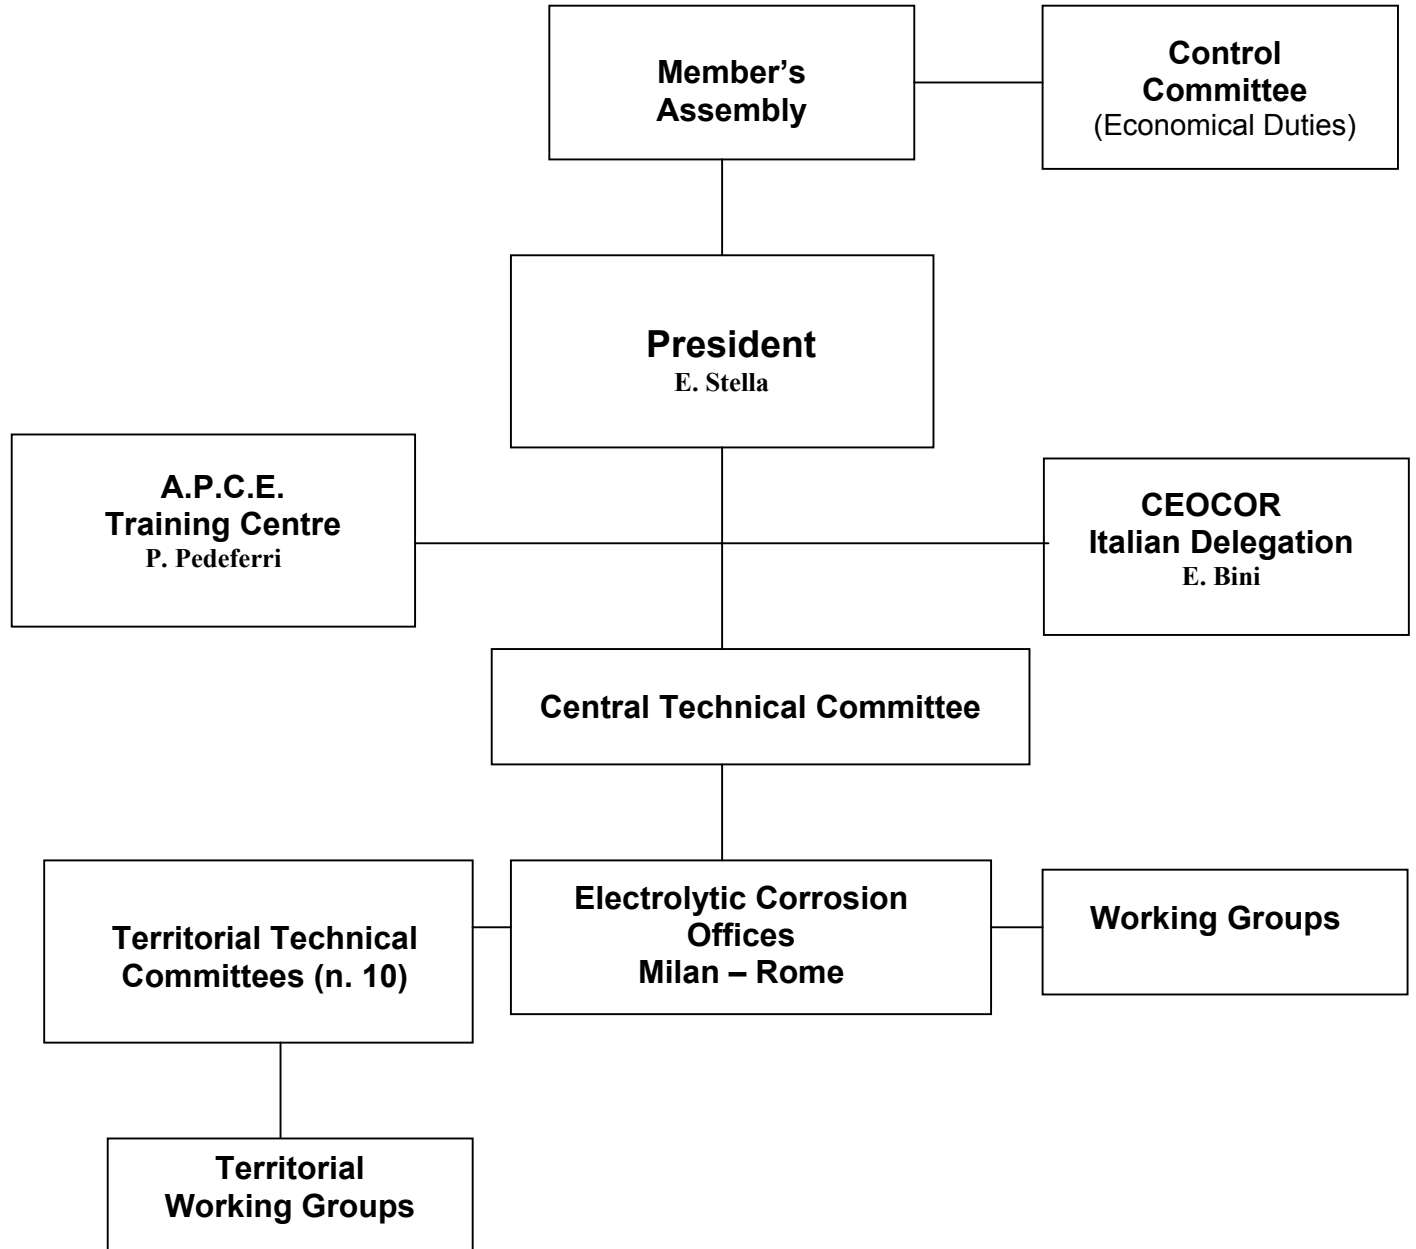 Member’s
Assembly
Control
Committee
(Economical Duties)
President
E. Stella
A.P.C.E.
Training Centre
P. Pedeferri
CEOCOR
Italian Delegation
E. Bini
Central Technical Committee
Territorial Technical
Committees (n. 10)
Electrolytic Corrosion
Offices
Milan – Rome
Working Groups
Territorial
Working Groups